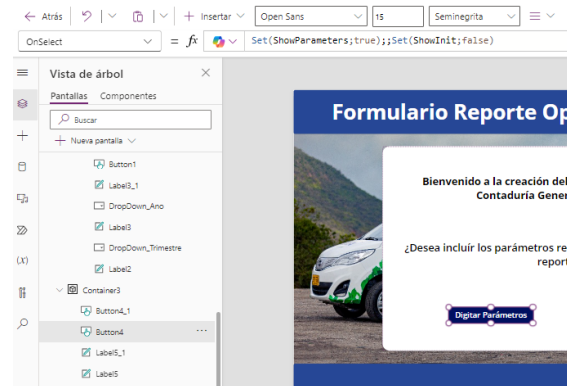 Atrás
Insertar
Open Sans
15
Seminegrita
OnSelect
= fx
Set(ShowParameters;true);;Set(ShowInit;false)
Vista de árbol
Pantallas
Componentes
Buscar
Nueva pantalla
Button1
Label3_1
DropDown_Ano
Label3
DropDown_Trimestre
Label2
Container3
Button4_1
Button4
Label5_1
Label5
Formulario Reporte Op
Bienvenido a la creación del
Contaduría Gener
¿Desea incluír los parámetros re
report
Digitar Parámetros